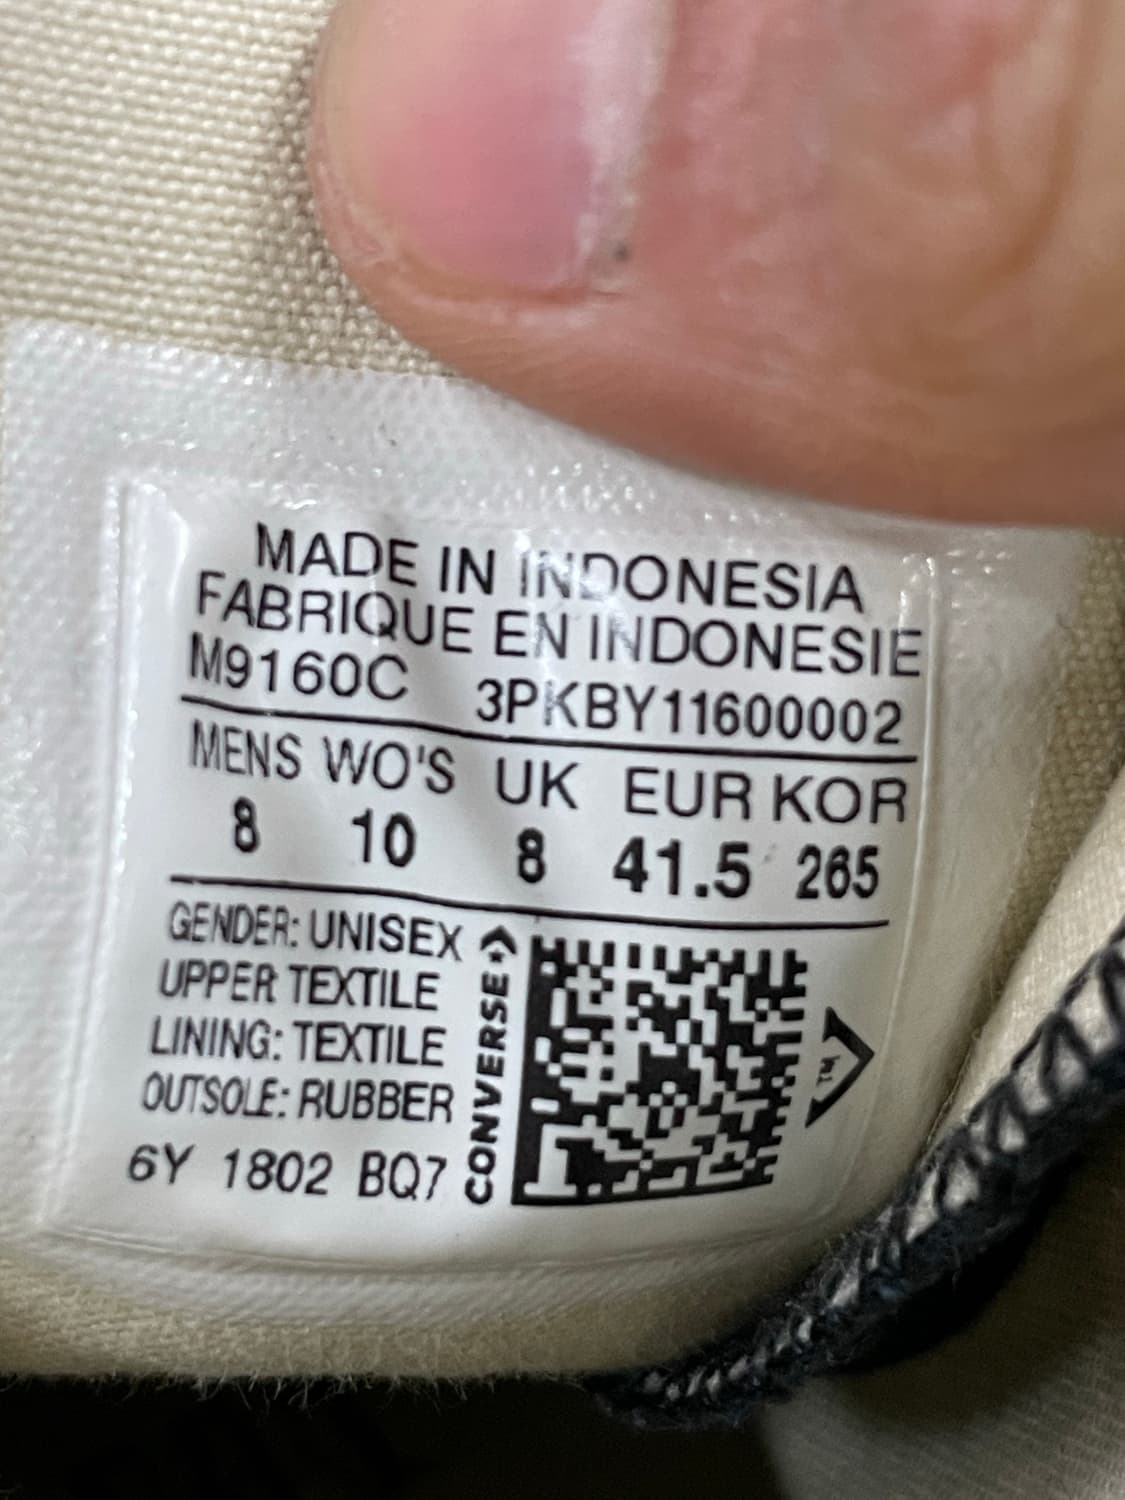 MADE IN INDONESIA
FABRIQUE EN INDONESIE
M9160C 3PKBY11600002
MENS WO'S UK EUR KOR
8 10 8 41.5 265
GENDER: UNISEX
UPPER TEXTILE
LINING: TEXTILE
OUTSOLE: RUBBER
6Y 1802 BQ7
CONVERSE
TM